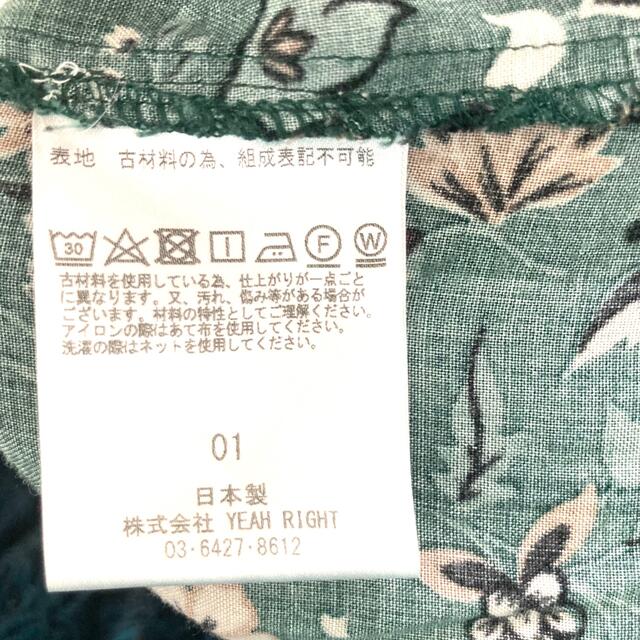 表地　古材料の為、組成表記不可能
30 F W
古材料を使用している為、仕上がりが一点ごと
に異なります。又、汚れ、傷み等がある場合が
ございます。材料の特性としてご理解ください。
アイロンの際はあて布を使用してください。
洗濯の際はネットを使用してください。
01
日本製
株式会社 YEAH RIGHT
03·6427·8612